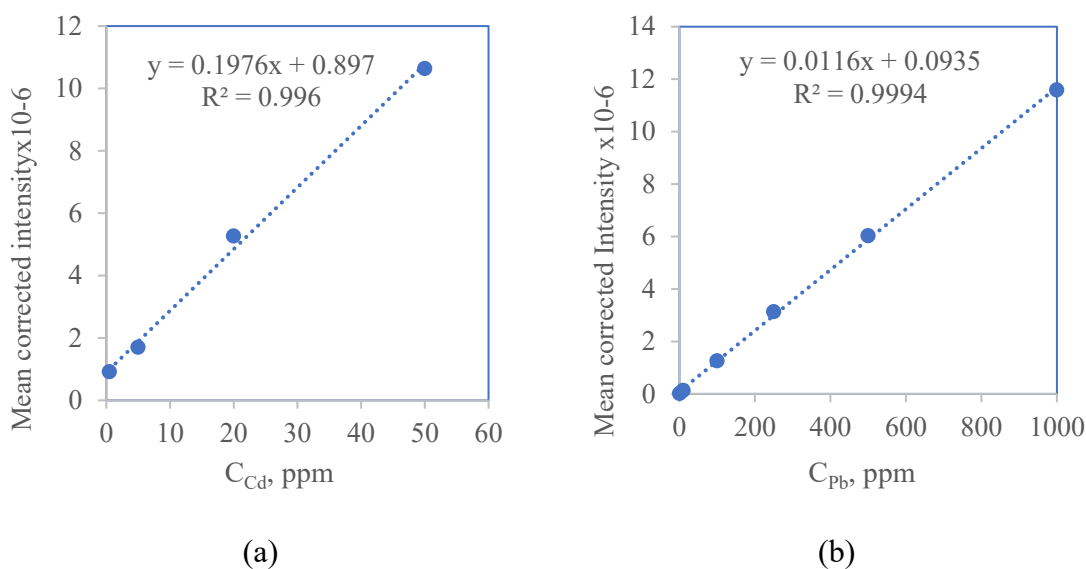 y = 0.1976x + 0.897
R² = 0.996
Mean corrected intensityx10-6
12
10
8
6
4
2
0
0 10 20 30 40 50 60
C_Cd, ppm
(a)
y = 0.0116x + 0.0935
R² = 0.9994
Mean corrected Intensity x10-6
14
12
10
8
6
4
2
0
0 200 400 600 800 1000
C_Pb, ppm
(b)